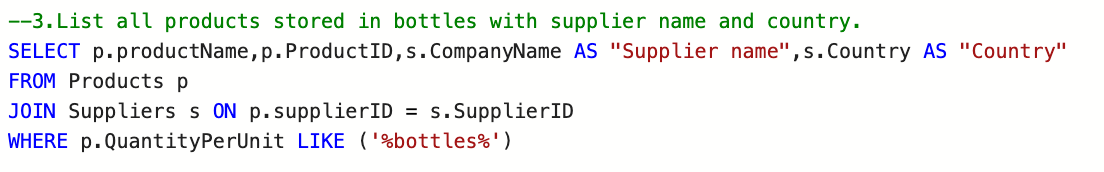 --3.List all products stored in bottles with supplier name and country.
SELECT p.productName,p.ProductID,s.CompanyName AS "Supplier name",s.Country AS "Country"
FROM Products p
JOIN Suppliers s ON p.supplierID = s.SupplierID
WHERE p.QuantityPerUnit LIKE ('%bottles%')